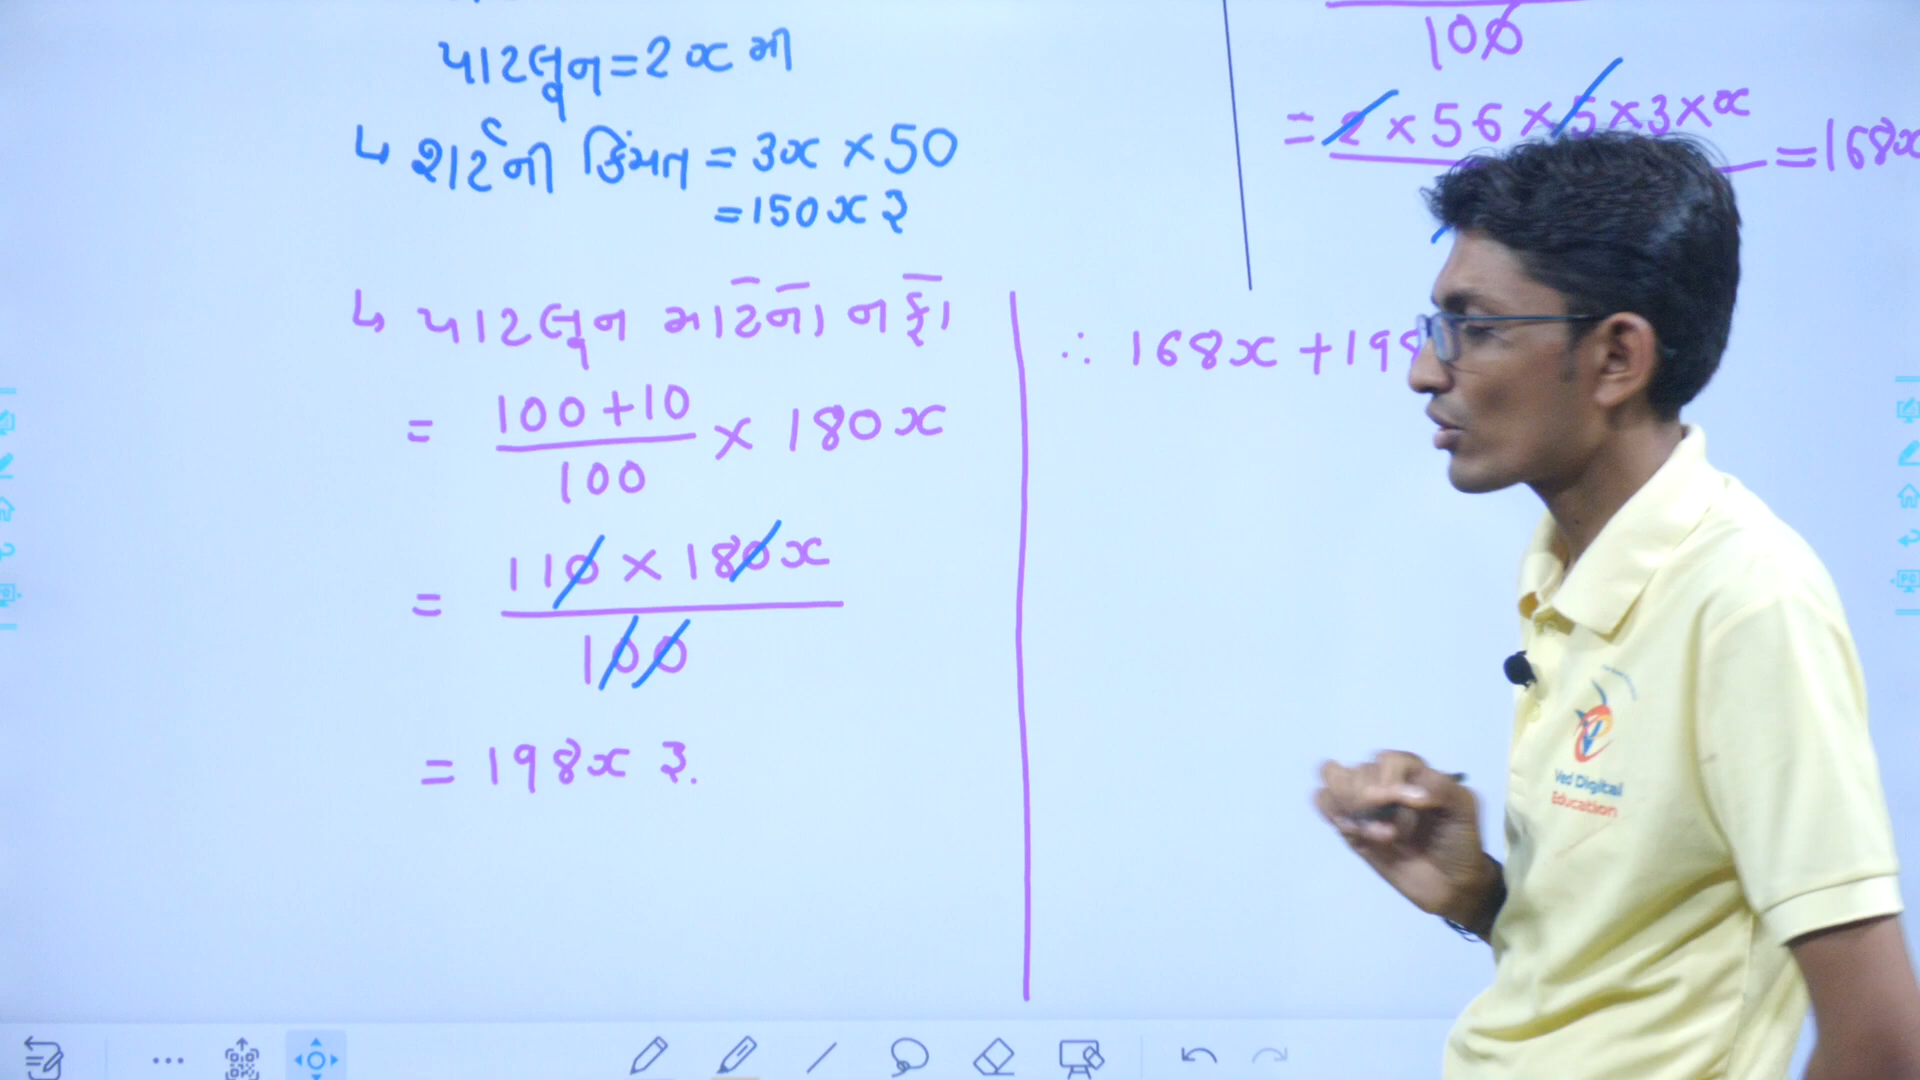 પાટલૂન = 2x મી
↳ શર્ટની કિંમત = 3x × 50
= 150x રૂ
↳ પાટલૂન માટેનો નફો
= 100 + 10 / 100 × 180x
= 110 × 180x / 100
= 198x રૂ.
100
= 2 × 56 × 5 × 3 × x = 168x
∴ 168x + 198
Ved Digital
Education